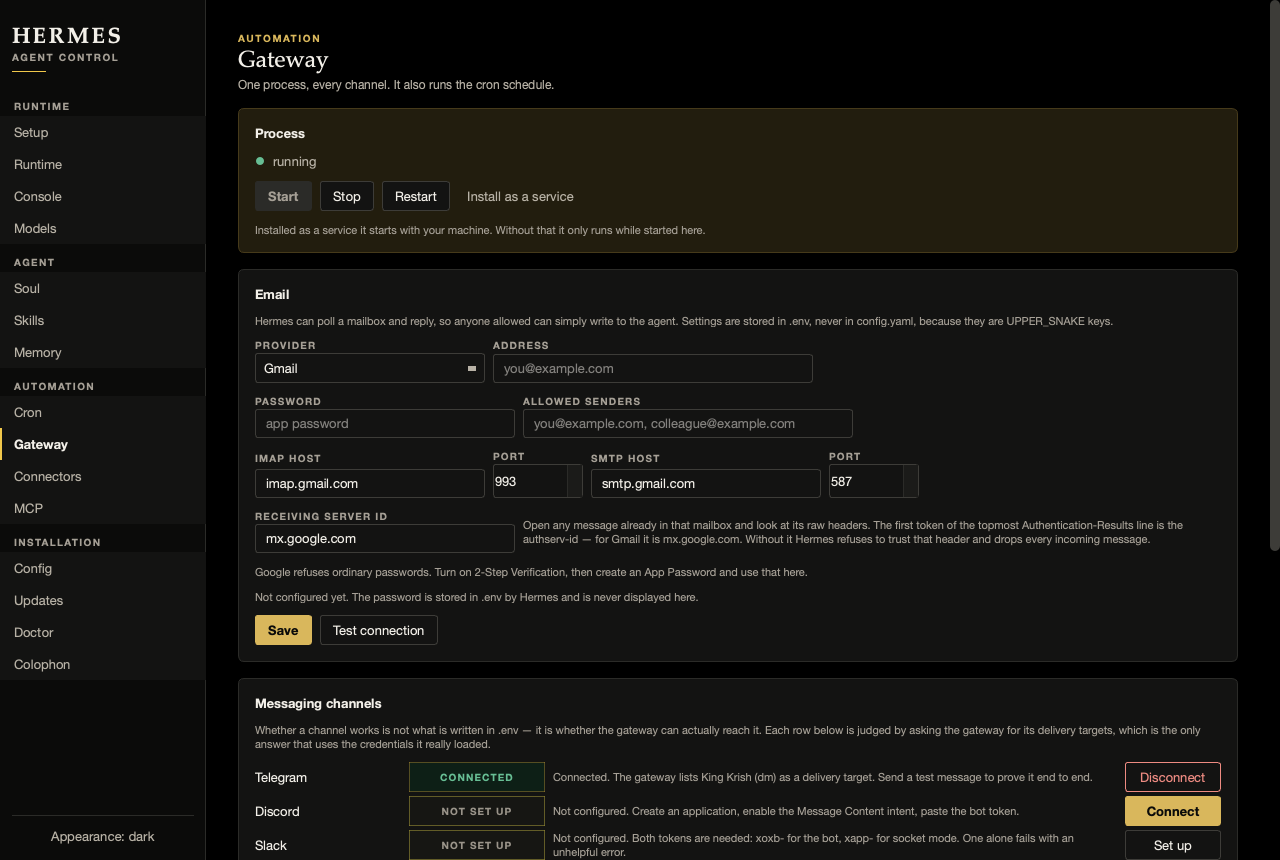 HERMES
AGENT CONTROL
RUNTIME
Setup
Runtime
Console
Models
AGENT
Soul
Skills
Memory
AUTOMATION
Cron
Gateway
Connectors
MCP
INSTALLATION
Config
Updates
Doctor
Colophon
Appearance: dark
AUTOMATION
Gateway
One process, every channel. It also runs the cron schedule.
Process
running
Start Stop Restart Install as a service
Installed as a service it starts with your machine. Without that it only runs while started here.
Email
Hermes can poll a mailbox and reply, so anyone allowed can simply write to the agent. Settings are stored in .env, never in config.yaml, because they are UPPER_SNAKE keys.
PROVIDER ADDRESS
Gmail you@example.com
PASSWORD ALLOWED SENDERS
app password you@example.com, colleague@example.com
IMAP HOST PORT SMTP HOST PORT
imap.gmail.com 993 smtp.gmail.com 587
RECEIVING SERVER ID
mx.google.com
Open any message already in that mailbox and look at its raw headers. The first token of the topmost Authentication-Results line is the
authserv-id — for Gmail it is mx.google.com. Without it Hermes refuses to trust that header and drops every incoming message.
Google refuses ordinary passwords. Turn on 2-Step Verification, then create an App Password and use that here.
Not configured yet. The password is stored in .env by Hermes and is never displayed here.
Save Test connection
Messaging channels
Whether a channel works is not what is written in .env — it is whether the gateway can actually reach it. Each row below is judged by asking the gateway for its delivery targets, which is the only
answer that uses the credentials it really loaded.
Telegram CONNECTED Connected. The gateway lists King Krish (dm) as a delivery target. Send a test message to prove it end to end. Disconnect
Discord NOT SET UP Not configured. Create an application, enable the Message Content intent, paste the bot token. Connect
Slack NOT SET UP Not configured. Both tokens are needed: xoxb- for the bot, xapp- for socket mode. One alone fails with an
unhelpful error. Set up